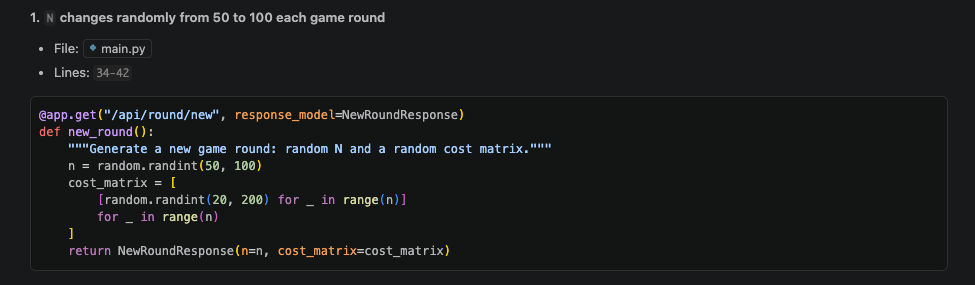 1. N changes randomly from 50 to 100 each game round
• File: main.py
• Lines: 34-42
@app.get("/api/round/new", response_model=NewRoundResponse)
def new_round():
    """Generate a new game round: random N and a random cost matrix."""
    n = random.randint(50, 100)
    cost_matrix = [
        [random.randint(20, 200) for _ in range(n)]
        for _ in range(n)
    ]
    return NewRoundResponse(n=n, cost_matrix=cost_matrix)